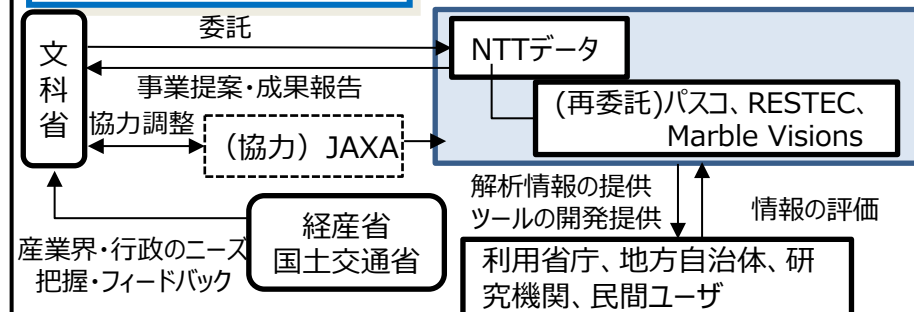 委託
文
科
省
NTTデータ
事業提案・成果報告
(再委託)パスコ、RESTEC、
Marble Visions
協力調整
（協力）JAXA
解析情報の提供
ツールの開発提供
情報の評価
経産省
国土交通省
産業界・行政のニーズ
把握・フィードバック
利用省庁、地方自治体、研
究機関、民間ユーザ